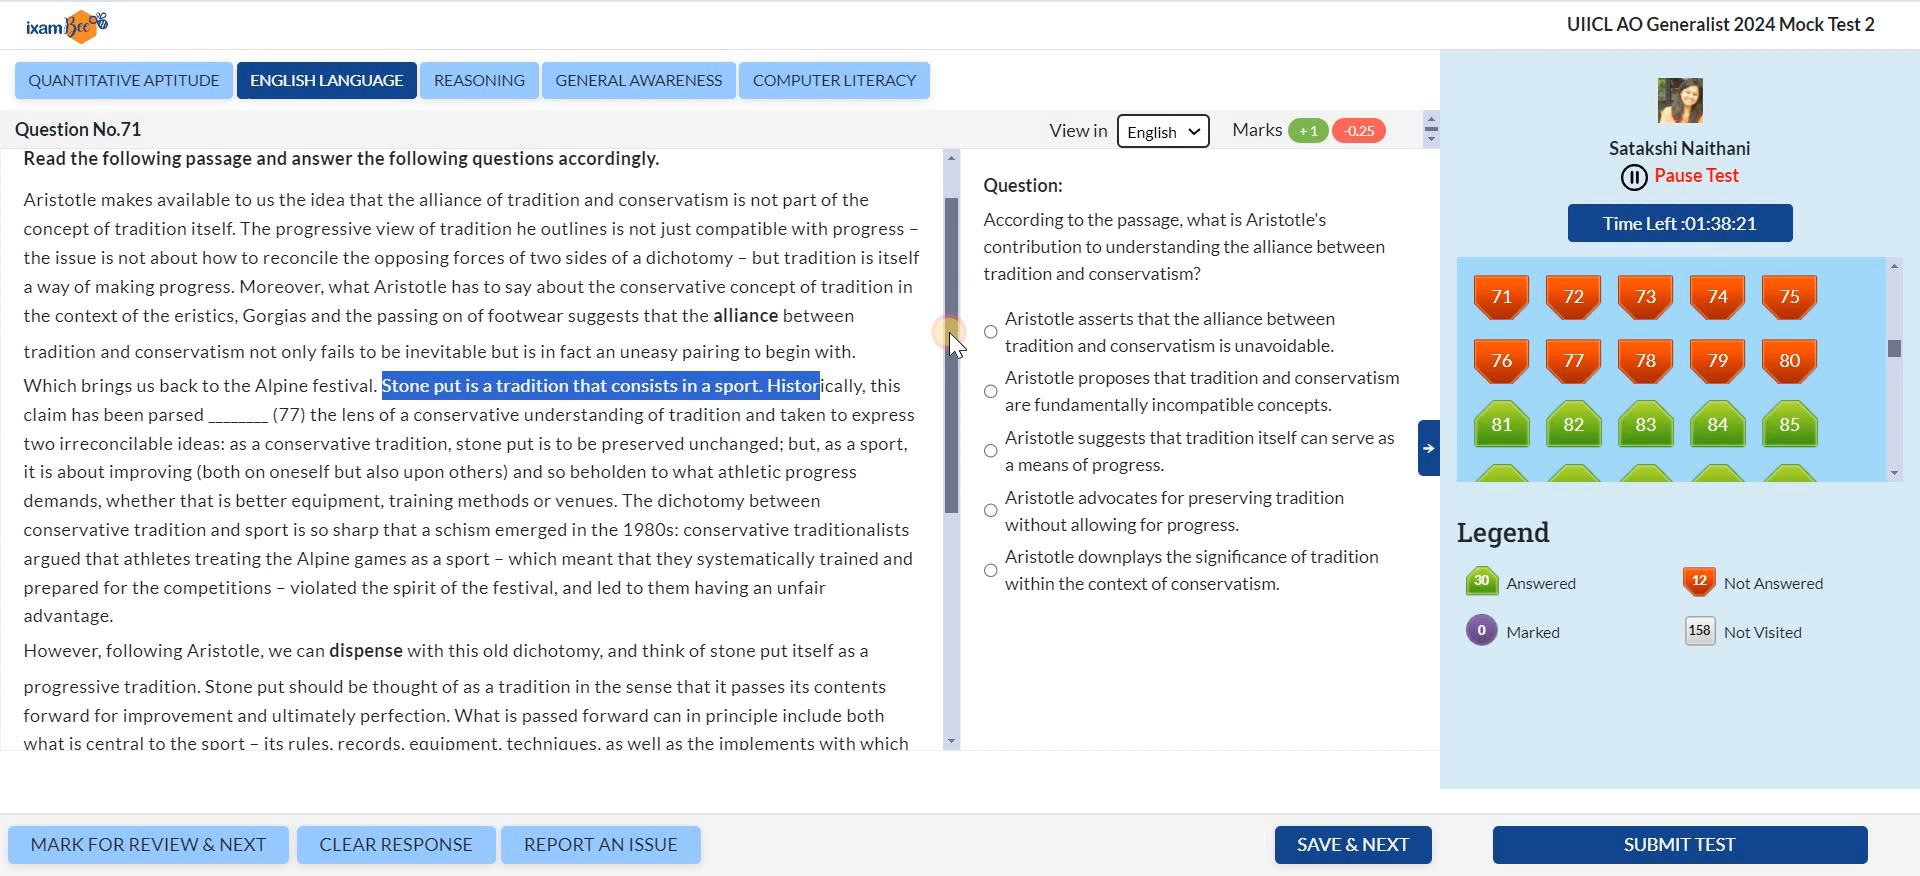 ixamBee
UIICL AO Generalist 2024 Mock Test 2
QUANTITATIVE APTITUDE
ENGLISH LANGUAGE
REASONING
GENERAL AWARENESS
COMPUTER LITERACY
Question No.71
View in
English
Marks
+1
-0.25
Read the following passage and answer the following questions accordingly.
Aristotle makes available to us the idea that the alliance of tradition and conservatism is not part of the
concept of tradition itself. The progressive view of tradition he outlines is not just compatible with progress –
the issue is not about how to reconcile the opposing forces of two sides of a dichotomy – but tradition is itself
a way of making progress. Moreover, what Aristotle has to say about the conservative concept of tradition in
the context of the eristics, Gorgias and the passing on of footwear suggests that the alliance between
tradition and conservatism not only fails to be inevitable but is in fact an uneasy pairing to begin with.
Which brings us back to the Alpine festival. Stone put is a tradition that consists in a sport. Historically, this
claim has been parsed ________ (77) the lens of a conservative understanding of tradition and taken to express
two irreconcilable ideas: as a conservative tradition, stone put is to be preserved unchanged; but, as a sport,
it is about improving (both on oneself but also upon others) and so beholden to what athletic progress
demands, whether that is better equipment, training methods or venues. The dichotomy between
conservative tradition and sport is so sharp that a schism emerged in the 1980s: conservative traditionalists
argued that athletes treating the Alpine games as a sport – which meant that they systematically trained and
prepared for the competitions – violated the spirit of the festival, and led to them having an unfair
advantage.
However, following Aristotle, we can dispense with this old dichotomy, and think of stone put itself as a
progressive tradition. Stone put should be thought of as a tradition in the sense that it passes its contents
forward for improvement and ultimately perfection. What is passed forward can in principle include both
what is central to the sport – its rules, records, equipment, techniques, as well as the implements with which
Question:
According to the passage, what is Aristotle's
contribution to understanding the alliance between
tradition and conservatism?
Aristotle asserts that the alliance between
tradition and conservatism is unavoidable.
Aristotle proposes that tradition and conservatism
are fundamentally incompatible concepts.
Aristotle suggests that tradition itself can serve as
a means of progress.
Aristotle advocates for preserving tradition
without allowing for progress.
Aristotle downplays the significance of tradition
within the context of conservatism.
Satakshi Naithani
Pause Test
Time Left :01:38:21
71 72 73 74 75
76 77 78 79 80
81 82 83 84 85
Legend
30 Answered
12 Not Answered
0 Marked
158 Not Visited
MARK FOR REVIEW & NEXT
CLEAR RESPONSE
REPORT AN ISSUE
SAVE & NEXT
SUBMIT TEST